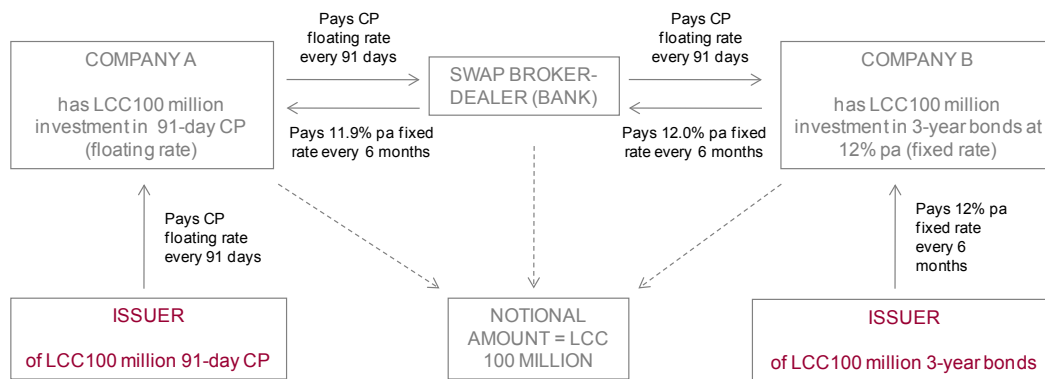 COMPANY A
has LCC100 million
investment in 91-day CP
(floating rate)
Pays CP
floating rate
every 91 days
Pays 11.9% pa fixed
rate every 6 months
SWAP BROKER-
DEALER (BANK)
Pays CP
floating rate
every 91 days
Pays 12.0% pa fixed
rate every 6 months
COMPANY B
has LCC100 million
investment in 3-year bonds at
12% pa (fixed rate)
Pays CP
floating rate
every 91 days
Pays 12% pa
fixed rate
every 6
months
ISSUER
of LCC100 million 91-day CP
NOTIONAL
AMOUNT = LCC
100 MILLION
ISSUER
of LCC100 million 3-year bonds